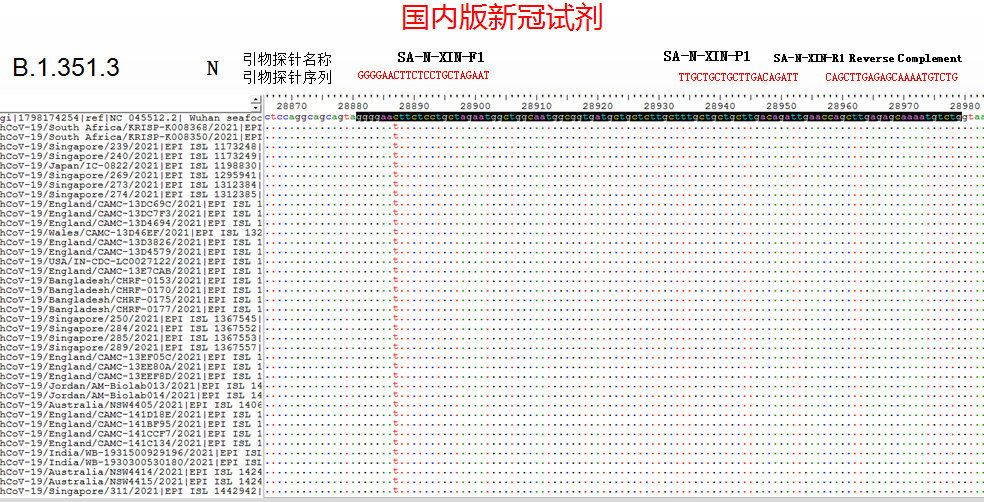 国内版新冠试剂
B.1.351.3 N 引物探针名称 SA-N-XIN-F1 SA-N-XIN-P1 SA-N-XIN-R1 Reverse Complement
引物探针序列 GGGGAACTTCTCCTGCTAGAAT TTGCTGCTGCTTGACAGATT CAGCTTGAGAGCAAAATGTCTG
28870 28880 28890 28900 28910 28920 28930 28940 28950 28960 28970 28980
gi|1798174254|ref|NC 045512.2| Wuhan seafoo ctccaggcagcagtaggggaacttctcctgctagaatggctggcaatggcggtgatgctgctcttgctttgctgctgcttgacagattgaaccagcttgagagcaaaatgtctggtaa
hCoV-19/South Africa/KRISP-K008368/2021|EPI t
hCoV-19/South Africa/KRISP-K008350/2021|EPI t
hCoV-19/Singapore/239/2021|EPI ISL 1173248| t
hCoV-19/Singapore/240/2021|EPI ISL 1173249| t
hCoV-19/Japan/IC-0822/2021|EPI ISL 1198830| t
hCoV-19/Singapore/269/2021|EPI ISL 1295941| t
hCoV-19/Singapore/273/2021|EPI ISL 1312384| t
hCoV-19/Singapore/274/2021|EPI ISL 1312385| t
hCoV-19/England/CAMC-13DC69C/2021|EPI ISL 1 t
hCoV-19/England/CAMC-13DC7F3/2021|EPI ISL 1 t
hCoV-19/England/CAMC-13D4694/2021|EPI ISL 1 t
hCoV-19/Wales/CAMC-13D46EF/2021|EPI ISL 132 t
hCoV-19/England/CAMC-13D3826/2021|EPI ISL 1 t
hCoV-19/England/CAMC-13D4579/2021|EPI ISL 1 t
hCoV-19/USA/IN-CDC-LC0027122/2021|EPI ISL 1 t
hCoV-19/England/CAMC-13E7CAB/2021|EPI ISL 1 t
hCoV-19/Bangladesh/CHRF-0153/2021|EPI ISL 1 t
hCoV-19/Bangladesh/CHRF-0170/2021|EPI ISL 1 t
hCoV-19/Bangladesh/CHRF-0175/2021|EPI ISL 1 t
hCoV-19/Bangladesh/CHRF-0177/2021|EPI ISL 1 t
hCoV-19/Singapore/250/2021|EPI ISL 1367545| t
hCoV-19/Singapore/284/2021|EPI ISL 1367552| t
hCoV-19/Singapore/285/2021|EPI ISL 1367553| t
hCoV-19/Singapore/289/2021|EPI ISL 1367557| t
hCoV-19/England/CAMC-13EF05C/2021|EPI ISL 1 t
hCoV-19/England/CAMC-13EE80A/2021|EPI ISL 1 t
hCoV-19/England/CAMC-13EEF8D/2021|EPI ISL 1 t
hCoV-19/Jordan/AM-Biolab013/2021|EPI ISL 14 t
hCoV-19/Jordan/AM-Biolab014/2021|EPI ISL 14 t
hCoV-19/Australia/NSW4405/2021|EPI ISL 1406 t
hCoV-19/England/CAMC-141D18E/2021|EPI ISL 1 t
hCoV-19/England/CAMC-141BF95/2021|EPI ISL 1 t
hCoV-19/England/CAMC-141CCF7/2021|EPI ISL 1 t
hCoV-19/England/CAMC-141C134/2021|EPI ISL 1 t
hCoV-19/India/WB-1931500929196/2021|EPI ISL t
hCoV-19/India/WB-1930300530180/2021|EPI ISL t
hCoV-19/Australia/NSW4414/2021|EPI ISL 1424 t
hCoV-19/Australia/NSW4415/2021|EPI ISL 1424 t
hCoV-19/Singapore/311/2021|EPI ISL 1442942| t